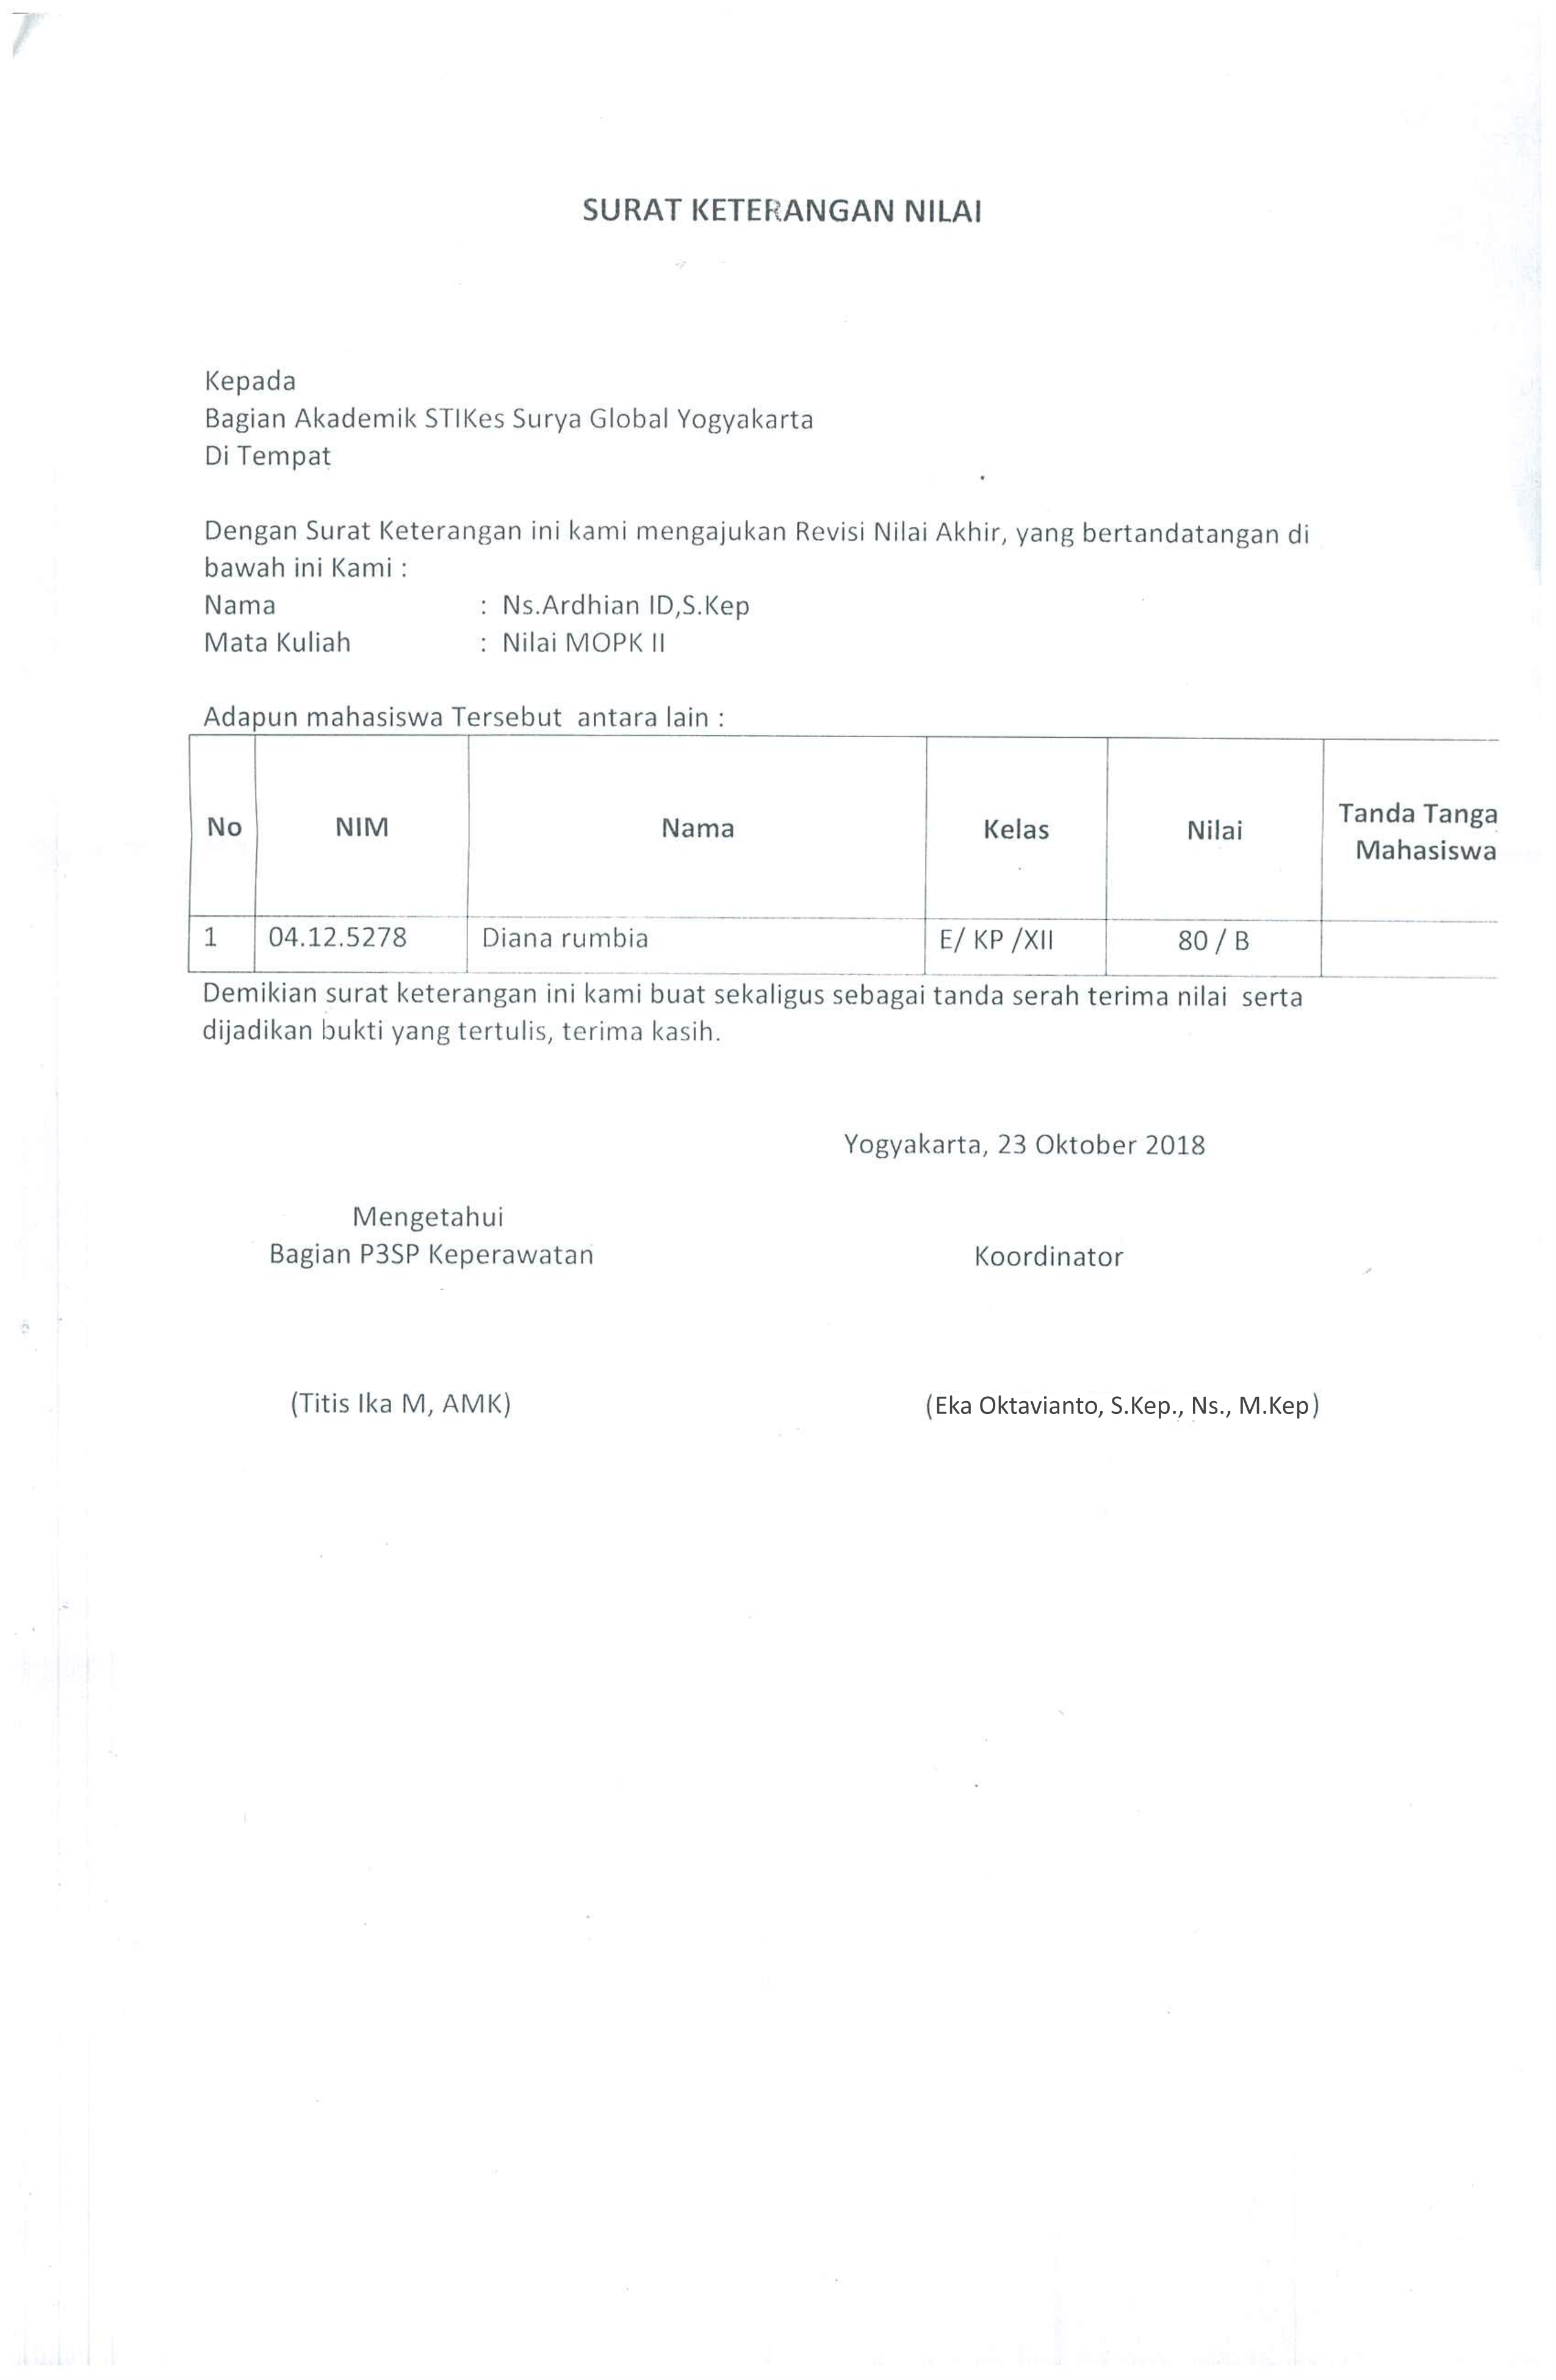 SURAT KETERANGAN NILAI
Kepada
Bagian Akademik STIKes Surya Global Yogyakarta
Di Tempat
Dengan Surat Keterangan ini kami mengajukan Revisi Nilai Akhir, yang bertandatangan di
bawah ini Kami :
Nama : Ns.Ardhian ID,S.Kep
Mata Kuliah : Nilai MOPK II
Adapun mahasiswa Tersebut antara lain :
No NIM Nama Kelas Nilai Tanda Tanga
Mahasiswa
1 04.12.5278 Diana rumbia E/ KP /XII 80 / B
Demikian surat keterangan ini kami buat sekaligus sebagai tanda serah terima nilai serta
dijadikan bukti yang tertulis, terima kasih.
Yogyakarta, 23 Oktober 2018
Mengetahui
Bagian P3SP Keperawatan Koordinator
(Titis Ika M, AMK) (Eka Oktavianto, S.Kep., Ns., M.Kep)